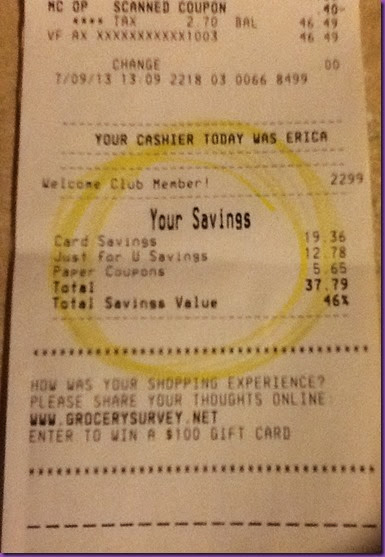 MC OP SCANNED COUPON .40-
**** TAX 2.70 BAL 46 49
VF AX XXXXXXXXXXX1003 46 49
CHANGE 00
7/09/13 13/09 2218 03 0066 8499
YOUR CASHIER TODAY WAS ERICA
Welcome Club Member! 2299
Your Savings
Card Savings 19.36
Just for U Savings 12.78
Paper Coupons 5.65
Total 37.79
Total Savings Value 46%
HOW WAS YOUR SHOPPING EXPERIENCE?
PLEASE SHARE YOUR THOUGHTS ONLINE:
WWW.GROCERYSURVEY.NET
ENTER TO WIN A $100 GIFT CARD